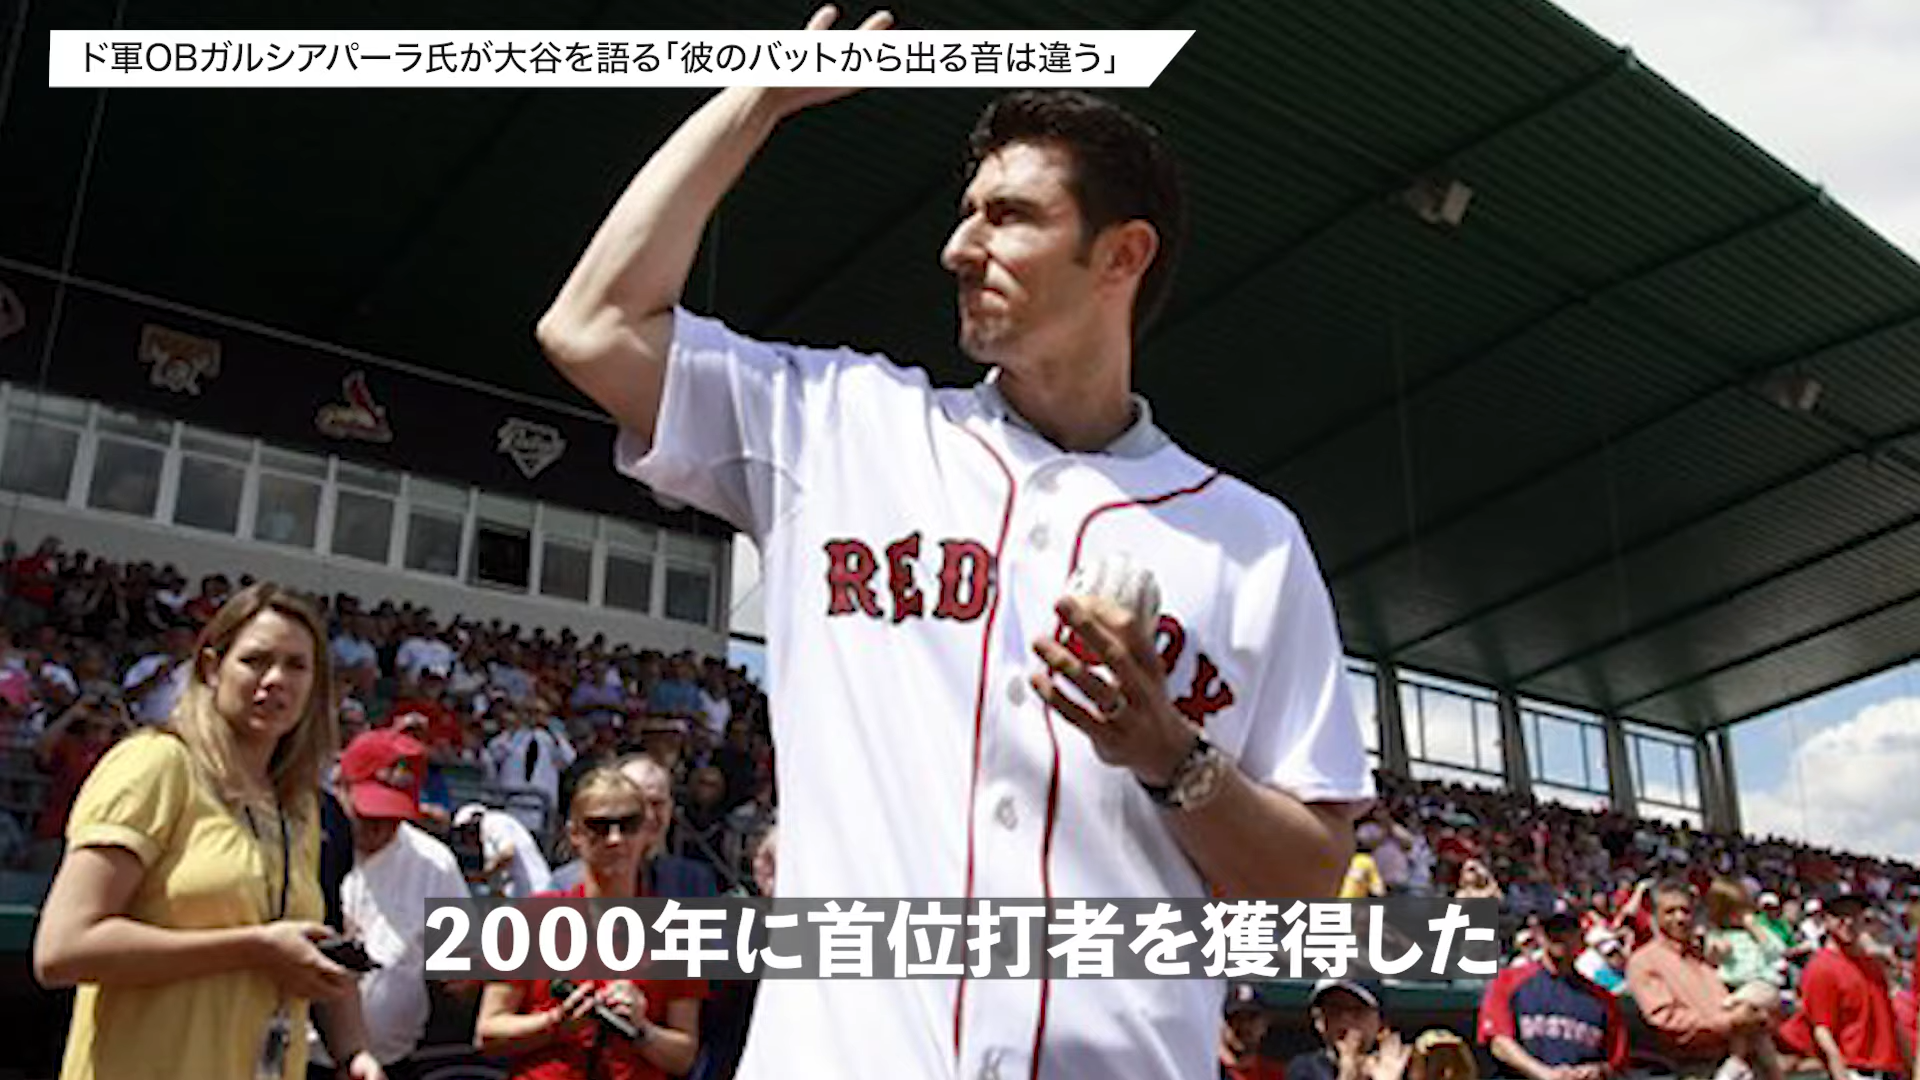 ド軍OBガルシアパーラ氏が大谷を語る「彼のバットから出る音は違う」
Padres
RED SOX
BOSTON
2000年に首位打者を獲得した